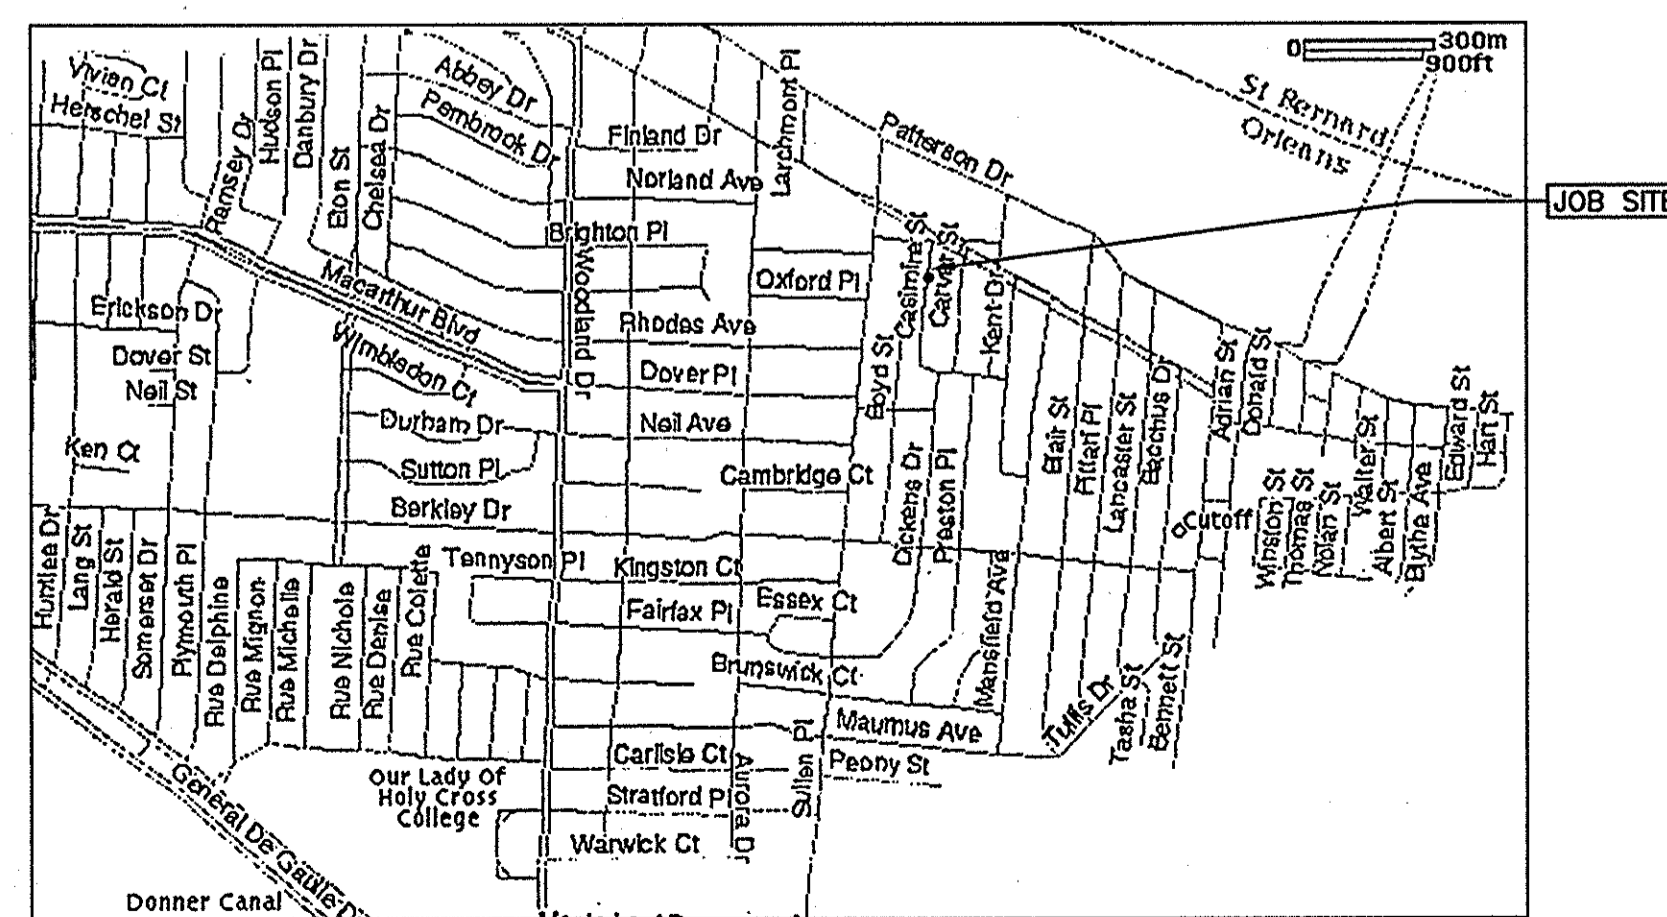 0 300m
900ft
St Bernard
Orleans
JOB SITE
Vivien Ct
Herschel St
Ramsey Dr
Hudson Pl
Danbury Dr
Eton St
Chelsea Dr
Abbey Dr
Pembrook Dr
Finland Dr
Norland Ave
Larchmont Pl
Patterson Dr
Brighton Pl
Woodland Dr
Oxford Pl
Casimire St
Carver St
Kent Dr
Macarthur Blvd
Erickson Dr
Dover St
Neil St
Wimbledon Ct
Rhodes Ave
Dover Pl
Boyd St
Durham Dr
Neil Ave
Ken Ct
Sutton Pl
Cambridge Ct
Berkley Dr
Dickens Dr
Preston Pl
Blair St
Lancaster St
Bacchus Dr
Adrian St
Donald St
Cutoff
Winston St
Thomas St
Nolan St
Walter St
Albert St
Blythe Ave
Edward St
Hart St
Huntlee Dr
Lang St
Herald St
Somerset Dr
Plymouth Pl
Rue Delphine
Rue Mignon
Rue Michelle
Rue Nichole
Rue Denise
Rue Colette
Tennyson Pl
Kingston Ct
Fairfax Pl
Essex Ct
Brunswick Ct
Mansfield Ave
Maumus Ave
Tullis Dr
Tasha St
Bennett St
Carlisle Ct
Aurora Dr
Sullen Pl
Peony St
Our Lady Of
Holy Cross
College
Stratford Pl
Warwick Ct
General De Gaulle D
Donner Canal